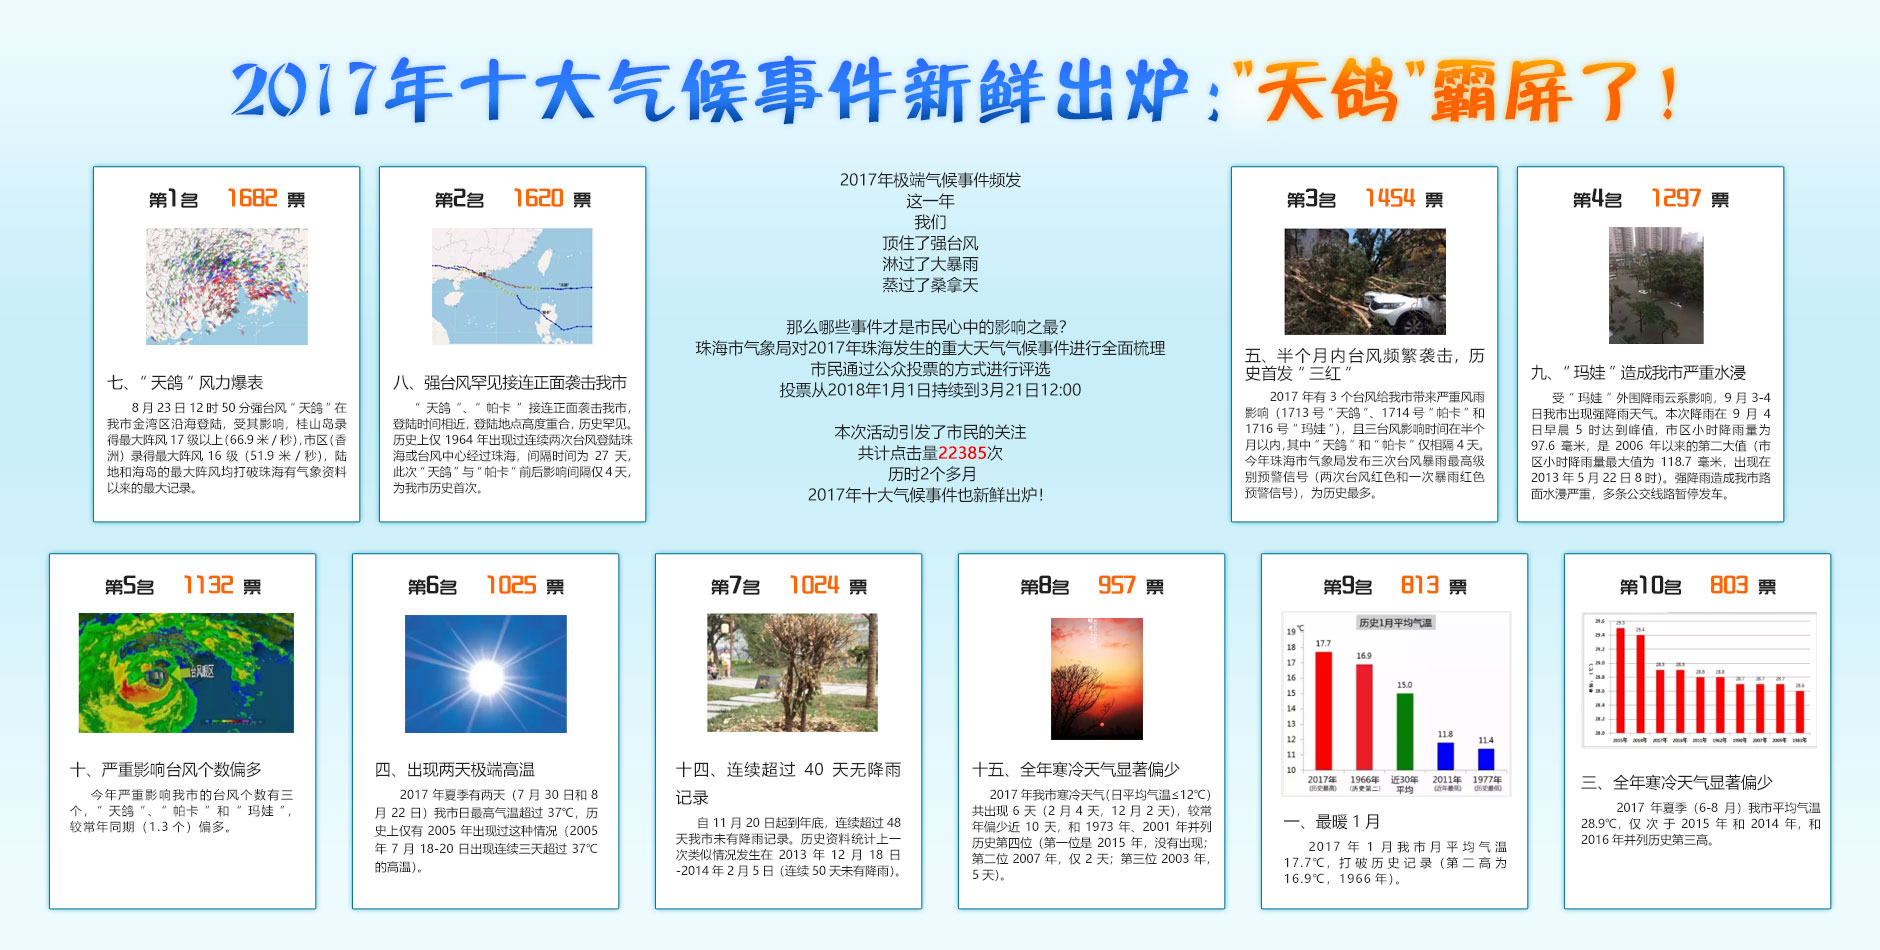 2017年十大气候事件新鲜出炉："天鸽"霸屏了！
第1名 1682 票
七、“天鸽”风力爆表
8 月 23 日 12 时 50 分强台风“天鸽”在
我市金湾区沿海登陆，受其影响，桂山岛录
得最大阵风 17 级以上（66.9 米 / 秒），市区（香
洲）录得最大阵风 16 级（51.9 米 / 秒），陆
地和海岛的最大阵风均打破珠海有气象资料
以来的最大记录。
第2名 1620 票
八、强台风罕见接连正面袭击我市
“天鸽”、“帕卡”接连正面袭击我市，
登陆时间相近，登陆地点高度重合，历史罕见。
历史上仅 1964 年出现过连续两次台风登陆珠
海或台风中心经过珠海，间隔时间为 27 天，
此次“天鸽”与“帕卡”前后影响间隔仅 4 天，
为我市历史首次。
2017年极端气候事件频发
这一年
我们
顶住了强台风
淋过了大暴雨
蒸过了桑拿天
那么哪些事件才是市民心中的影响之最？
珠海市气象局对2017年珠海发生的重大天气气候事件进行全面梳理
市民通过公众投票的方式进行评选
投票从2018年1月1日持续到3月21日12:00
本次活动引发了市民的关注
共计点击量22385次
历时2个多月
2017年十大气候事件也新鲜出炉！
第3名 1454 票
五、半个月内台风频繁袭击，历
史首发“三红”
2017 年有 3 个台风给我市带来严重风雨
影响（1713 号“天鸽”、1714 号“帕卡”和
1716 号“玛娃”），且三台风影响时间在半个
月以内，其中“天鸽”和“帕卡”仅相隔 4 天。
今年珠海市气象局发布三次台风暴雨最高级
别预警信号（两次台风红色和一次暴雨红色
预警信号），为历史最多。
第4名 1297 票
九、“玛娃”造成我市严重水浸
受“玛娃”外围降雨云系影响，9 月 3-4
日我市出现强降雨天气。本次降雨在 9 月 4
日早晨 5 时达到峰值，市区小时降雨量为
97.6 毫米，是 2006 年以来的第二大值（市
区小时降雨量最大值为 118.7 毫米，出现在
2013 年 5 月 22 日 8 时）。强降雨造成我市路
面水浸严重，多条公交线路暂停发车。
第5名 1132 票
台风眼区
十、严重影响台风个数偏多
今年严重影响我市的台风个数有三
个，“天鸽”、“帕卡”和“玛娃”，
较常年同期（1.3 个）偏多。
第6名 1025 票
四、出现两天极端高温
2017 年夏季有两天（7 月 30 日和 8
月 22 日）我市日最高气温超过 37℃，历
史上仅有 2005 年出现过这种情况（2005
年 7 月 18-20 日出现连续三天超过 37℃
的高温）。
第7名 1024 票
十四、连续超过 40 天无降雨
记录
自 11 月 20 日起到年底，连续超过 48
天我市未有降雨记录。历史资料统计上一
次类似情况发生在 2013 年 12 月 18 日
-2014 年 2 月 5 日（连续 50 天未有降雨）。
第8名 957 票
十五、全年寒冷天气显著偏少
2017 年我市寒冷天气（日平均气温≤12℃）
共出现 6 天（2 月 4 天，12 月 2 天），较常
年偏少近 10 天，和 1973 年、2001 年并列
历史第四位（第一位是 2015 年，没有出现；
第二位 2007 年，仅 2 天；第三位 2003 年，
5 天）。
第9名 813 票
历史1月平均气温
℃
19
18
17
16
15
14
13
12
11
10
17.7
16.9
15.0
11.8
11.4
2017年 1966年 近30年 2011年 1977年
(历史最高) (历史第二) 平均 (近年最低) (历史最低)
一、最暖 1 月
2017 年 1 月我市月平均气温
17.7℃，打破历史记录（第二高为
16.9℃，1966 年）。
第10名 803 票
29.6
29.4
29.2
29.0
28.8
28.6
28.4
28.2
28.0
29.5 29.4 28.9 28.9 28.8 28.8 28.7 28.7 28.7 28.6
三、全年寒冷天气显著偏少
2017 年夏季（6-8 月）我市平均气温
28.9℃，仅次于 2015 年和 2014 年，和
2016 年并列历史第三高。